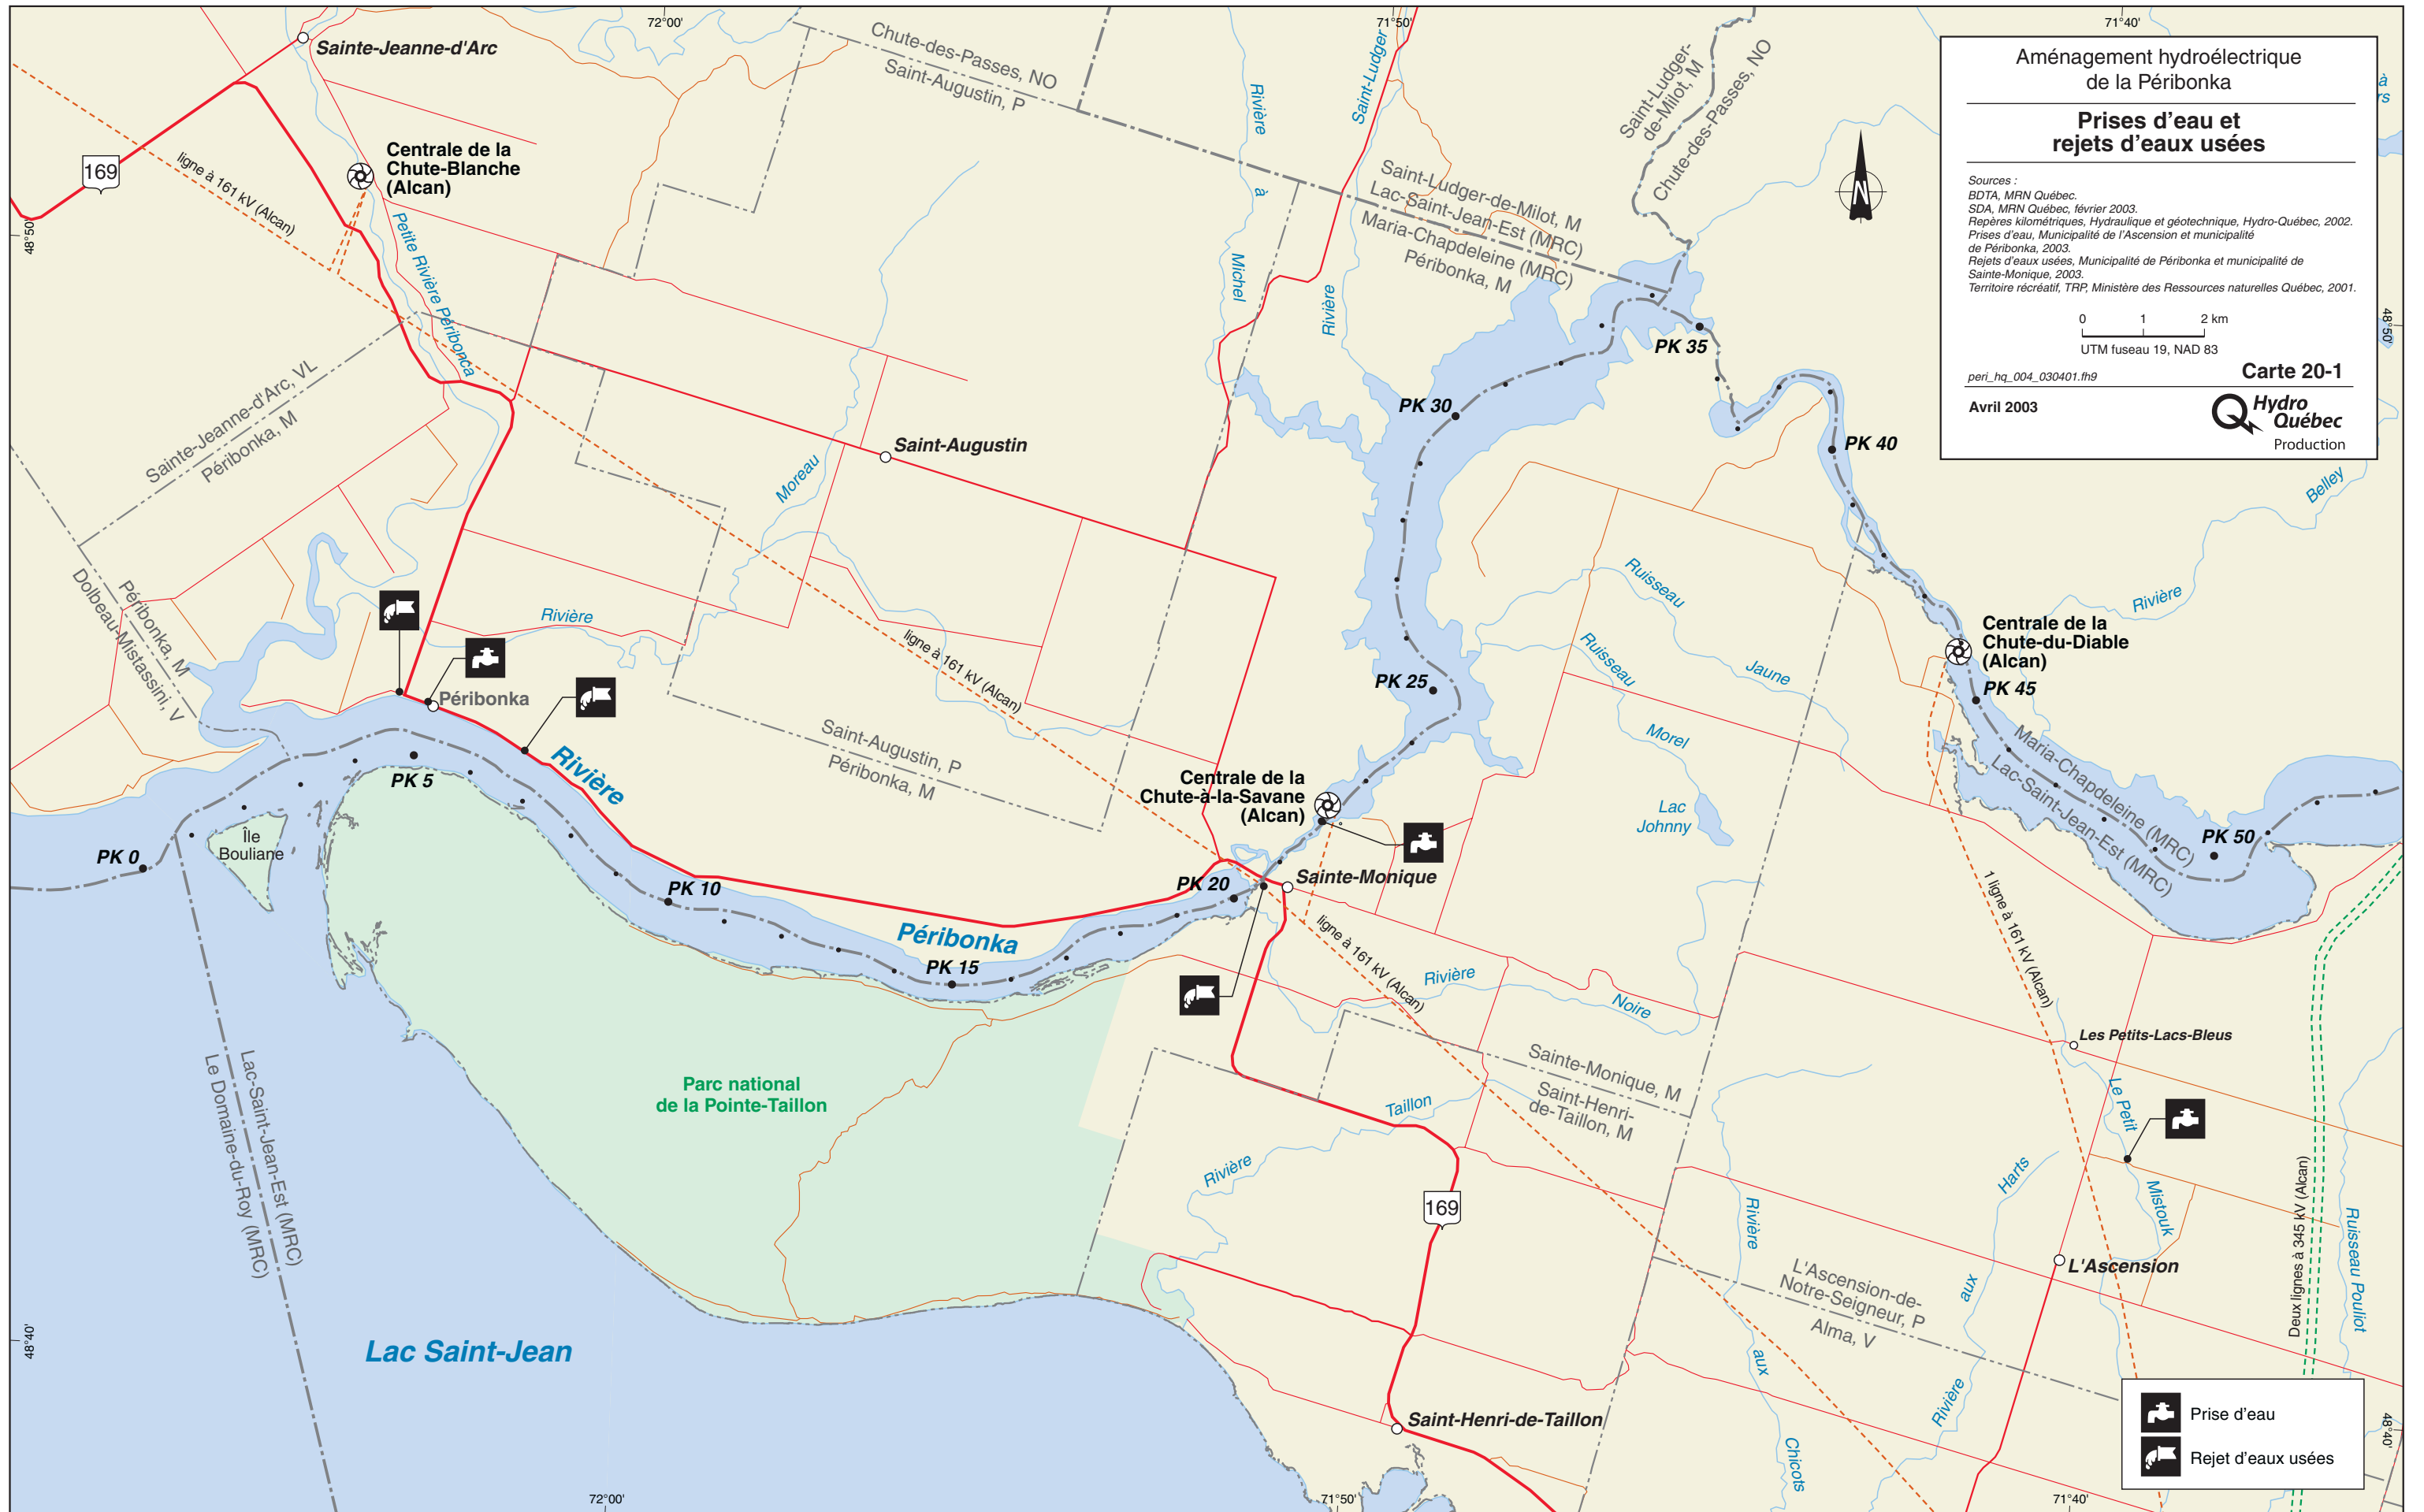 72°00'
71°50'
71°40'
Sainte-Jeanne-d'Arc
Chute-des-Passes, NO
Saint-Augustin, P
Rivière
à
Michel
Saint-Ludger
Rivière
Saint-Ludger-
de-Milot, M
Chute-des-Passes, NO
à
rs
Aménagement hydroélectrique
de la Péribonka
Prises d'eau et
rejets d'eaux usées
Sources :
BDTA, MRN Québec.
SDA, MRN Québec, février 2003.
Repères kilométriques, Hydraulique et géotechnique, Hydro-Québec, 2002.
Prises d'eau, Municipalité de l'Ascension et municipalité
de Péribonka, 2003.
Rejets d'eaux usées, Municipalité de Péribonka et municipalité de
Sainte-Monique, 2003.
Territoire récréatif, TRP, Ministère des Ressources naturelles Québec, 2001.
0 1 2 km
UTM fuseau 19, NAD 83
peri_hq_004_030401.fh9
Carte 20-1
Avril 2003
Hydro
Québec
Production
N
169
ligne à 161 kV (Alcan)
Centrale de la
Chute-Blanche
(Alcan)
Petite Rivière Péribonca
48°50'
48°50'
Saint-Ludger-de-Milot, M
Lac-Saint-Jean-Est (MRC)
Maria-Chapdeleine (MRC)
Péribonka, M
PK 35
PK 30
PK 40
Sainte-Jeanne-d'Arc, VL
Péribonka, M
Moreau
Saint-Augustin
Belley
Rivière
Péribonka, M
Dolbeau-Mistassini, V
Rivière
Ruisseau
Jaune
Ruisseau
Morel
Lac
Johnny
Centrale de la
Chute-du-Diable
(Alcan)
PK 45
Péribonka
PK 25
ligne à 161 kV (Alcan)
Saint-Augustin, P
Péribonka, M
Rivière
PK 5
Centrale de la
Chute-à-la-Savane
(Alcan)
Maria-Chapdeleine (MRC)
Lac-Saint-Jean-Est (MRC)
PK 50
Île
Bouliane
PK 0
PK 10
PK 20
Sainte-Monique
Péribonka
PK 15
ligne à 161 kV (Alcan)
1 ligne à 161 kV (Alcan)
Rivière
Noire
Les Petits-Lacs-Bleus
Lac-Saint-Jean-Est (MRC)
Le Domaine-du-Roy (MRC)
Parc national
de la Pointe-Taillon
Sainte-Monique, M
Saint-Henri-
de-Taillon, M
Taillon
Rivière
Le Petit
Mistouk
169
Rivière
aux
Chicots
Harts
aux
Rivière
Deux lignes à 345 kV (Alcan)
Ruisseau Pouliot
L'Ascension
L'Ascension-de-
Notre-Seigneur, P
Alma, V
48°40'
Lac Saint-Jean
Saint-Henri-de-Taillon
48°40'
Prise d'eau
Rejet d'eaux usées
72°00'
71°50'
71°40'